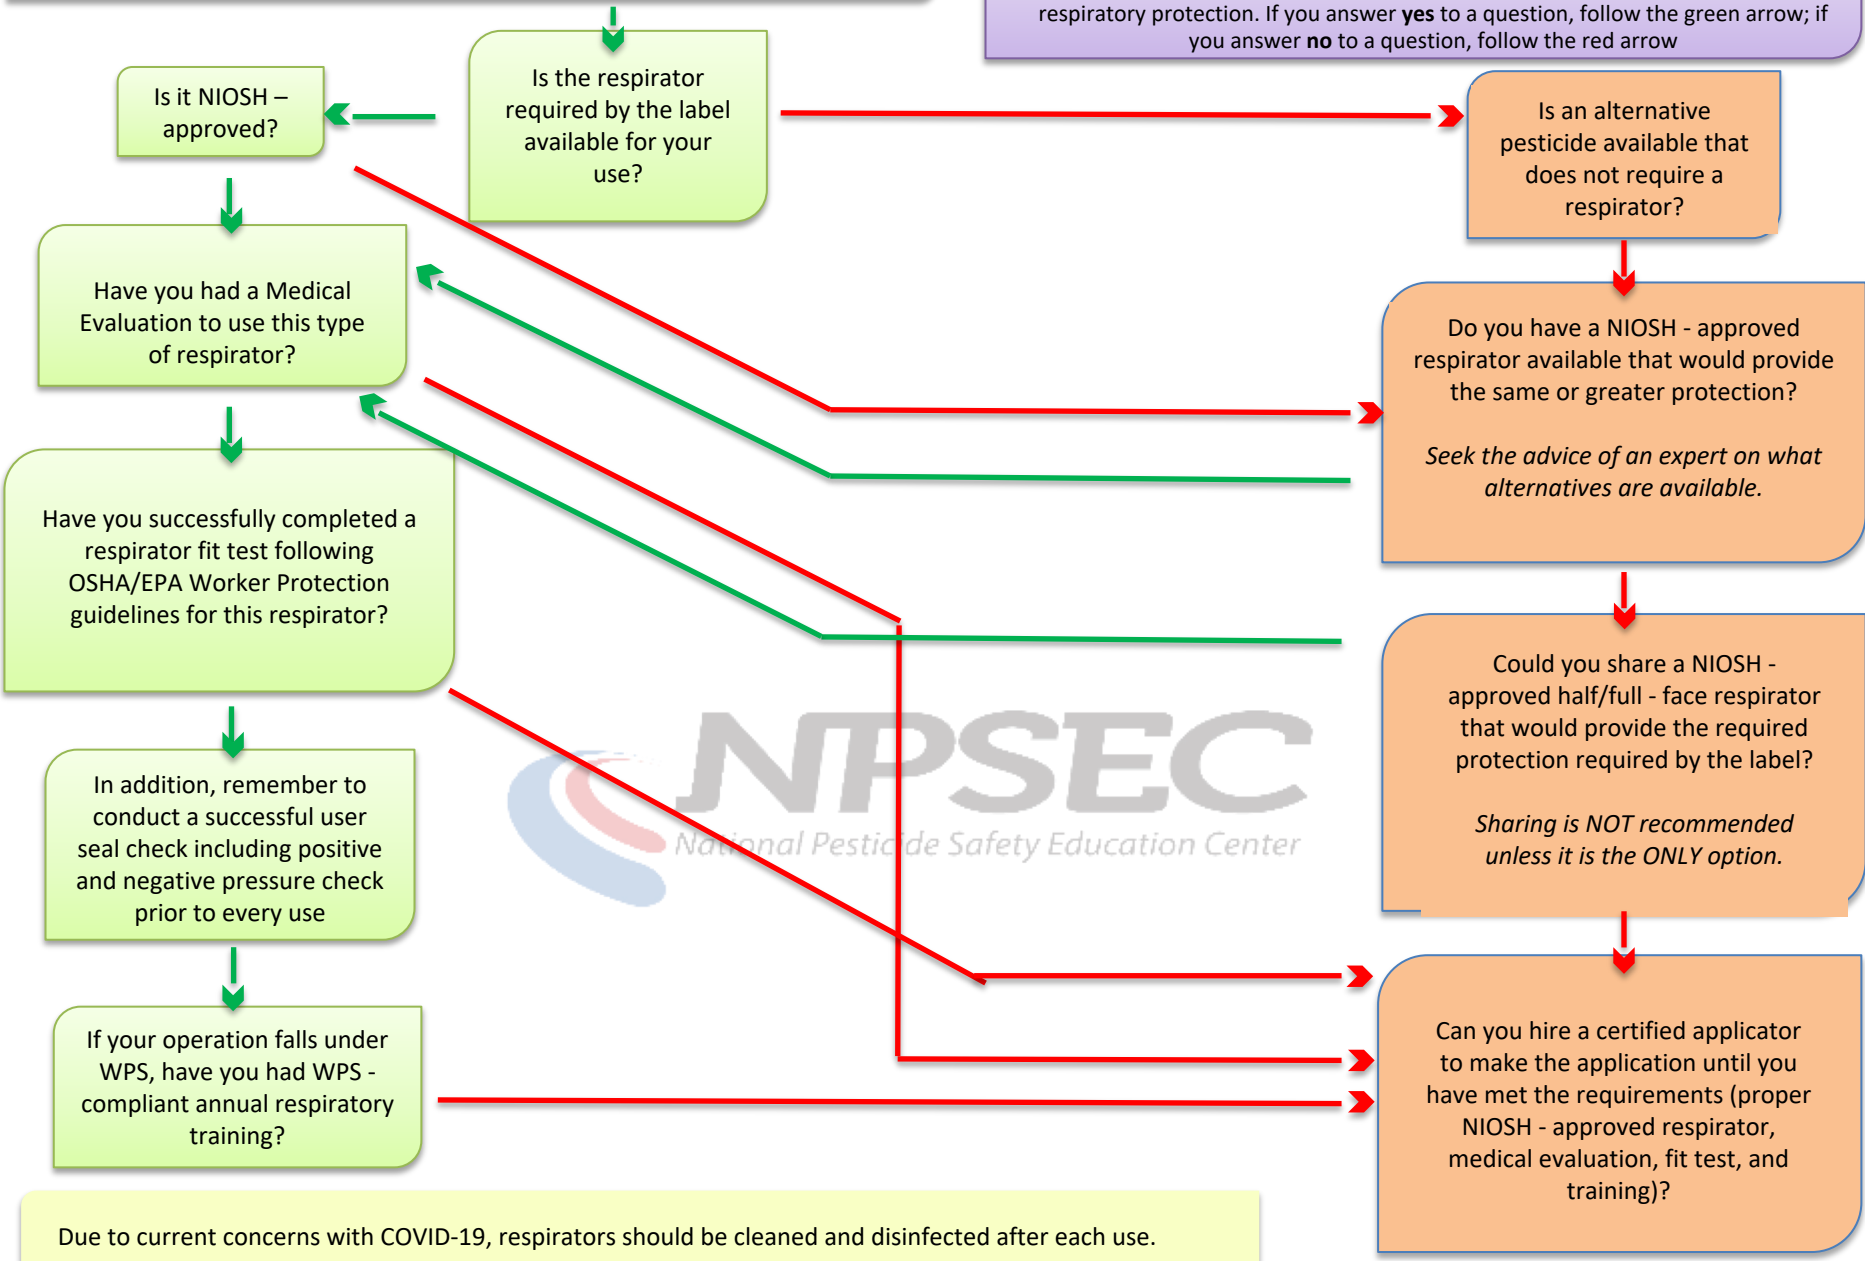 respiratory protection. If you answer yes to a question, follow the green arrow; if
you answer no to a question, follow the red arrow
Is the respirator
required by the label
available for your
use?
Is it NIOSH –
approved?
Is an alternative
pesticide available that
does not require a
respirator?
Have you had a Medical
Evaluation to use this type
of respirator?
Do you have a NIOSH - approved
respirator available that would provide
the same or greater protection?
Seek the advice of an expert on what
alternatives are available.
Have you successfully completed a
respirator fit test following
OSHA/EPA Worker Protection
guidelines for this respirator?
Could you share a NIOSH -
approved half/full - face respirator
that would provide the required
protection required by the label?
Sharing is NOT recommended
unless it is the ONLY option.
NPSEC
National Pesticide Safety Education Center
In addition, remember to
conduct a successful user
seal check including positive
and negative pressure check
prior to every use
If your operation falls under
WPS, have you had WPS -
compliant annual respiratory
training?
Can you hire a certified applicator
to make the application until you
have met the requirements (proper
NIOSH - approved respirator,
medical evaluation, fit test, and
training)?
Due to current concerns with COVID-19, respirators should be cleaned and disinfected after each use.